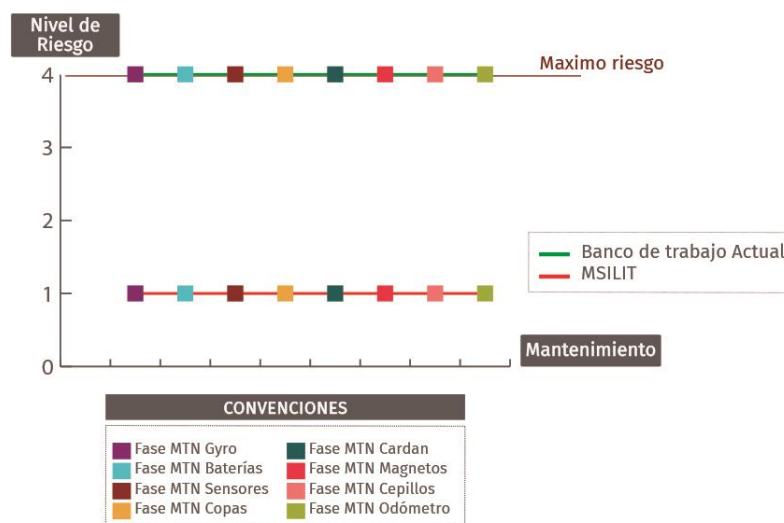 Nivel de
Riesgo
4
Maximo riesgo
3
2
Banco de trabajo Actual
MSILIT
1
Mantenimiento
0
CONVENCIONES
Fase MTN Gyro
Fase MTN Cardan
Fase MTN Baterías
Fase MTN Magnetos
Fase MTN Sensores
Fase MTN Cepillos
Fase MTN Copas
Fase MTN Odómetro